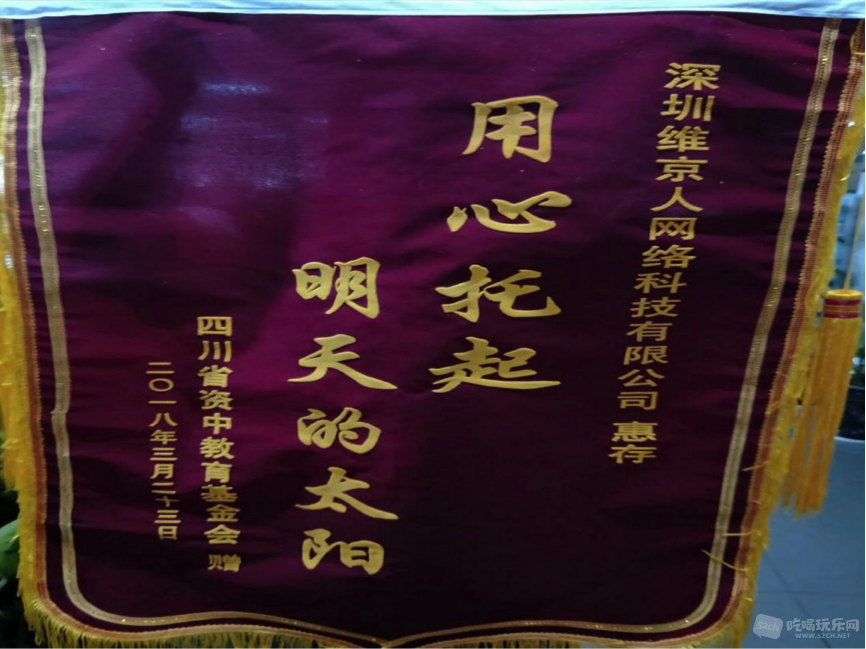 深圳维京人网络科技有限公司 惠存
用心托起
明天的太阳
四川省资中教育基金会 赠
二〇一八年三月二十三日
52ch 吃喝玩乐网
WWW.52CH.NET